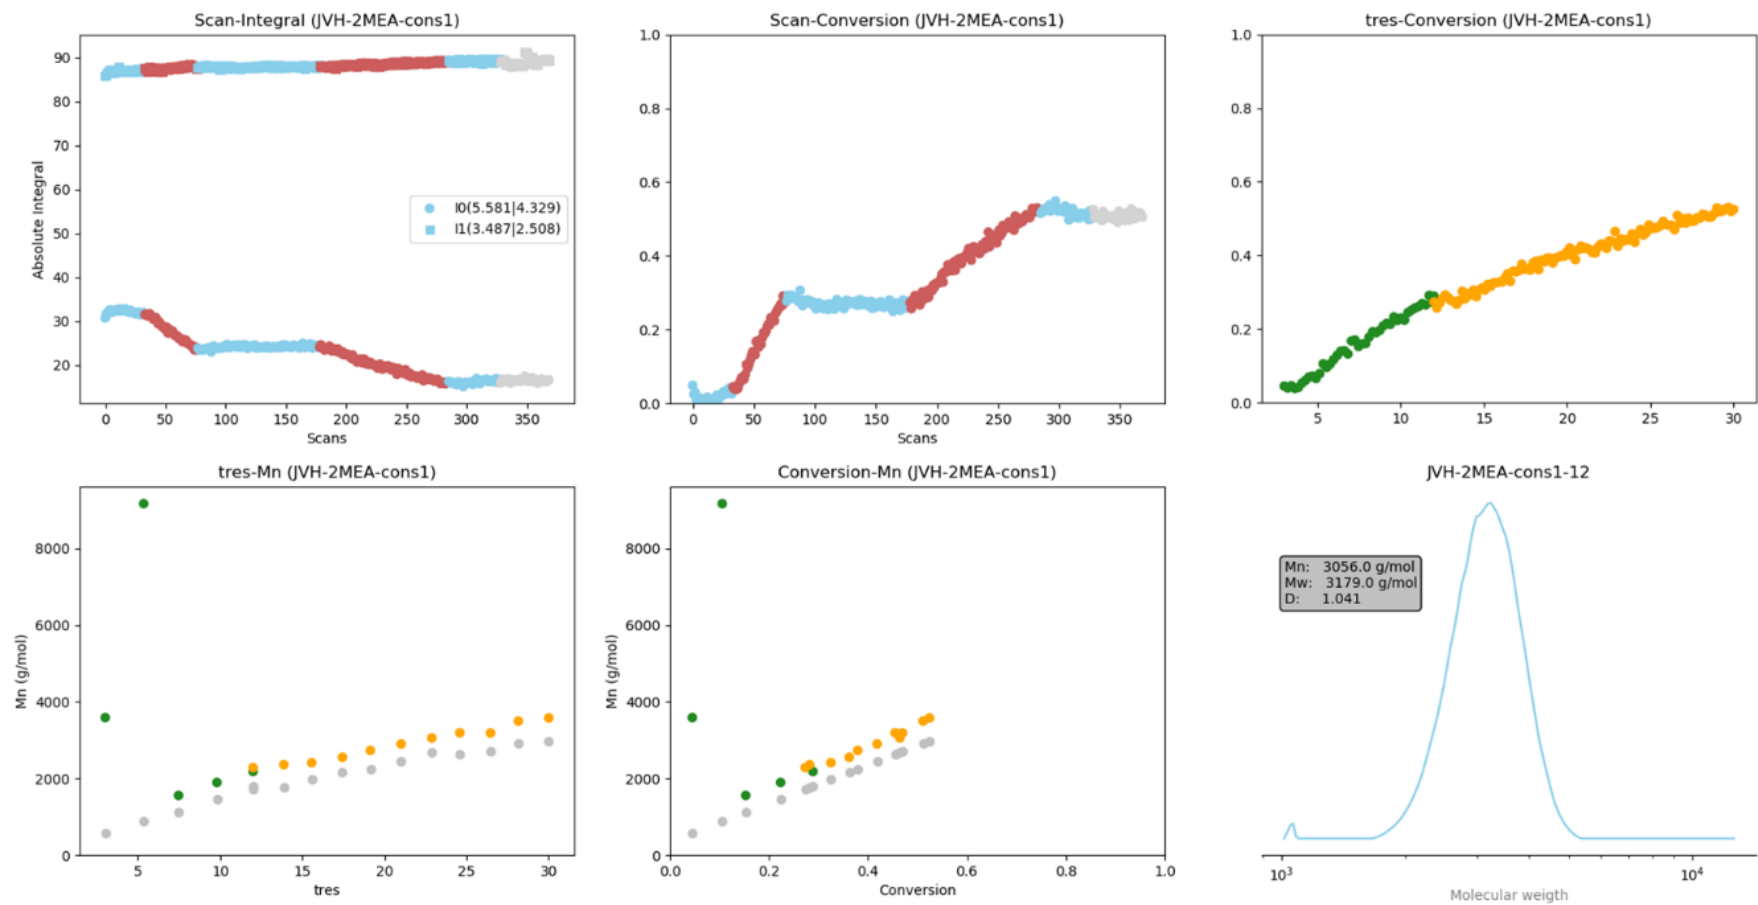 Scan-Integral (JVH-2MEA-cons1)
Absolute Integral
90
80
70
60
50
40
30
20
I0(5.581|4.329)
I1(3.487|2.508)
0 50 100 150 200 250 300 350
Scans
Scan-Conversion (JVH-2MEA-cons1)
1.0
0.8
0.6
0.4
0.2
0.0
0 50 100 150 200 250 300 350
Scans
tres-Conversion (JVH-2MEA-cons1)
1.0
0.8
0.6
0.4
0.2
0.0
5 10 15 20 25 30
tres-Mn (JVH-2MEA-cons1)
Mn (g/mol)
8000
6000
4000
2000
0
5 10 15 20 25 30
tres
Conversion-Mn (JVH-2MEA-cons1)
Mn (g/mol)
8000
6000
4000
2000
0
0.0 0.2 0.4 0.6 0.8 1.0
Conversion
JVH-2MEA-cons1-12
Mn: 3056.0 g/mol
Mw: 3179.0 g/mol
D: 1.041
10³ 10⁴
Molecular weigth